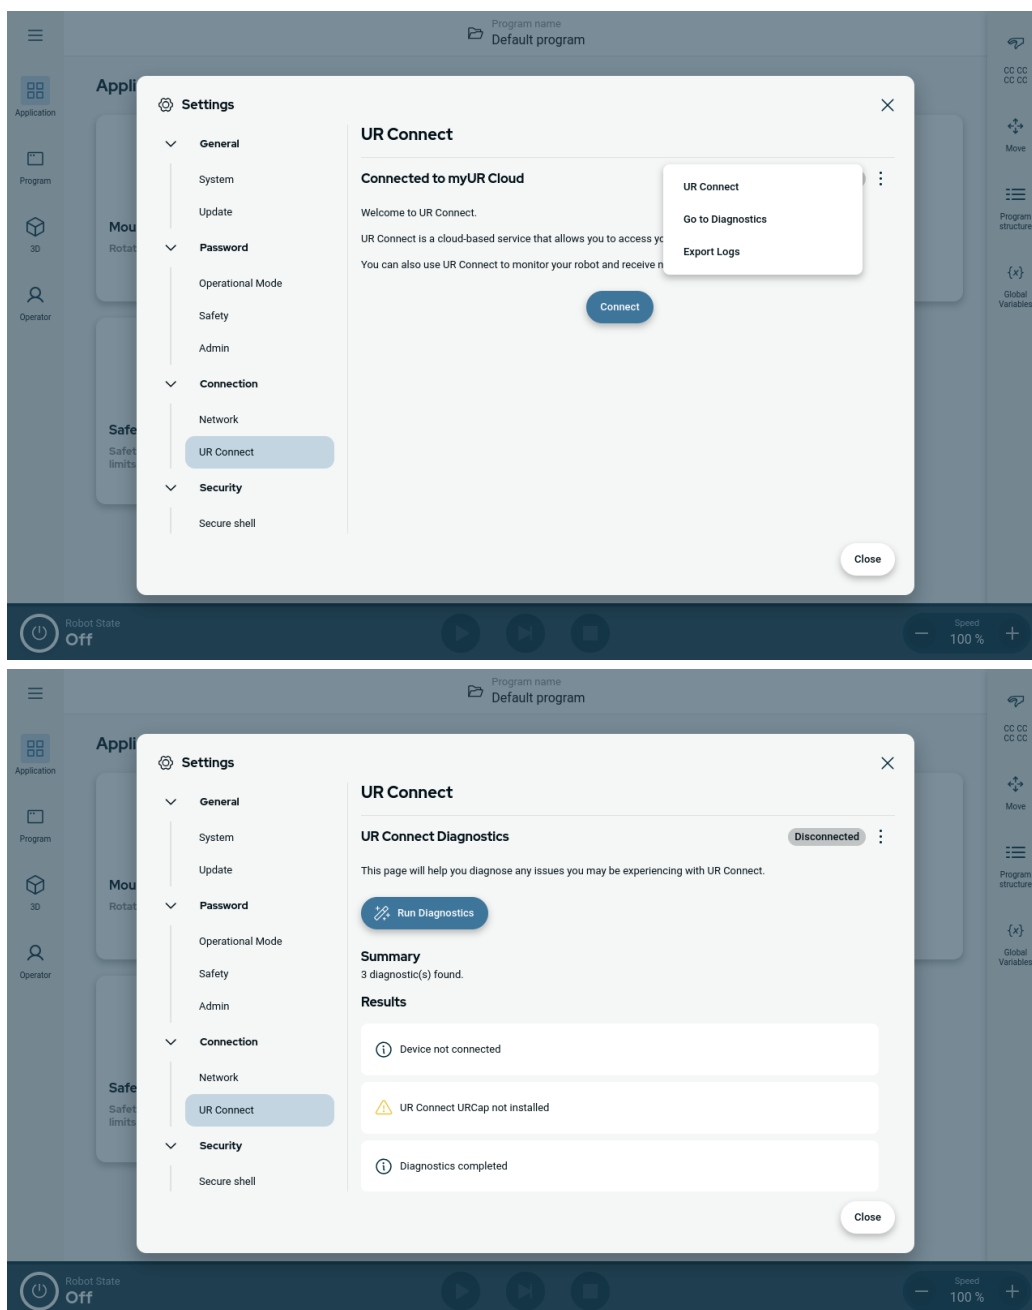 Program name
Default program
Application
Appli
Settings
UR Connect
General
Connected to myUR Cloud
UR Connect
System
Welcome to UR Connect.
Go to Diagnostics
Update
UR Connect is a cloud-based service that allows you to access yo
Password
You can also use UR Connect to monitor your robot and receive n
Export Logs
Operational Mode
Connect
Safety
Admin
Connection
Network
UR Connect
Security
Secure shell
Close
Program
3D
Operator
Mou
Rotat
Safe
Safet
limits
CC CC
CC CC
Move
Program
structure
{x}
Global
Variables
Robot State
Off
Speed
100 %
Program name
Default program
Application
Appli
Settings
UR Connect
General
UR Connect Diagnostics
Disconnected
System
This page will help you diagnose any issues you may be experiencing with UR Connect.
Update
Password
Run Diagnostics
Operational Mode
Summary
Safety
3 diagnostic(s) found.
Admin
Results
Connection
Device not connected
Network
UR Connect
UR Connect URCap not installed
Security
Diagnostics completed
Secure shell
Close
Program
3D
Operator
Mou
Rotat
Safe
Safet
limits
CC CC
CC CC
Move
Program
structure
{x}
Global
Variables
Robot State
Off
Speed
100 %